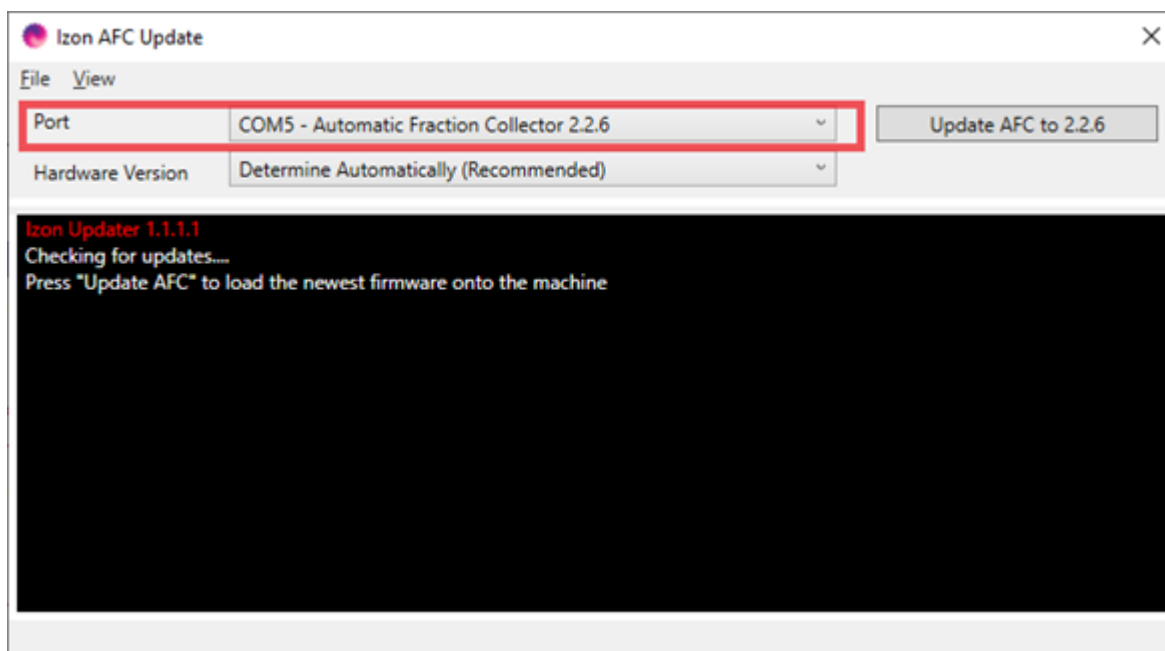 Izon AFC Update
File View
Port COM5 - Automatic Fraction Collector 2.2.6 Update AFC to 2.2.6
Hardware Version Determine Automatically (Recommended)
Izon Updater 1.1.1.1
Checking for updates....
Press "Update AFC" to load the newest firmware onto the machine